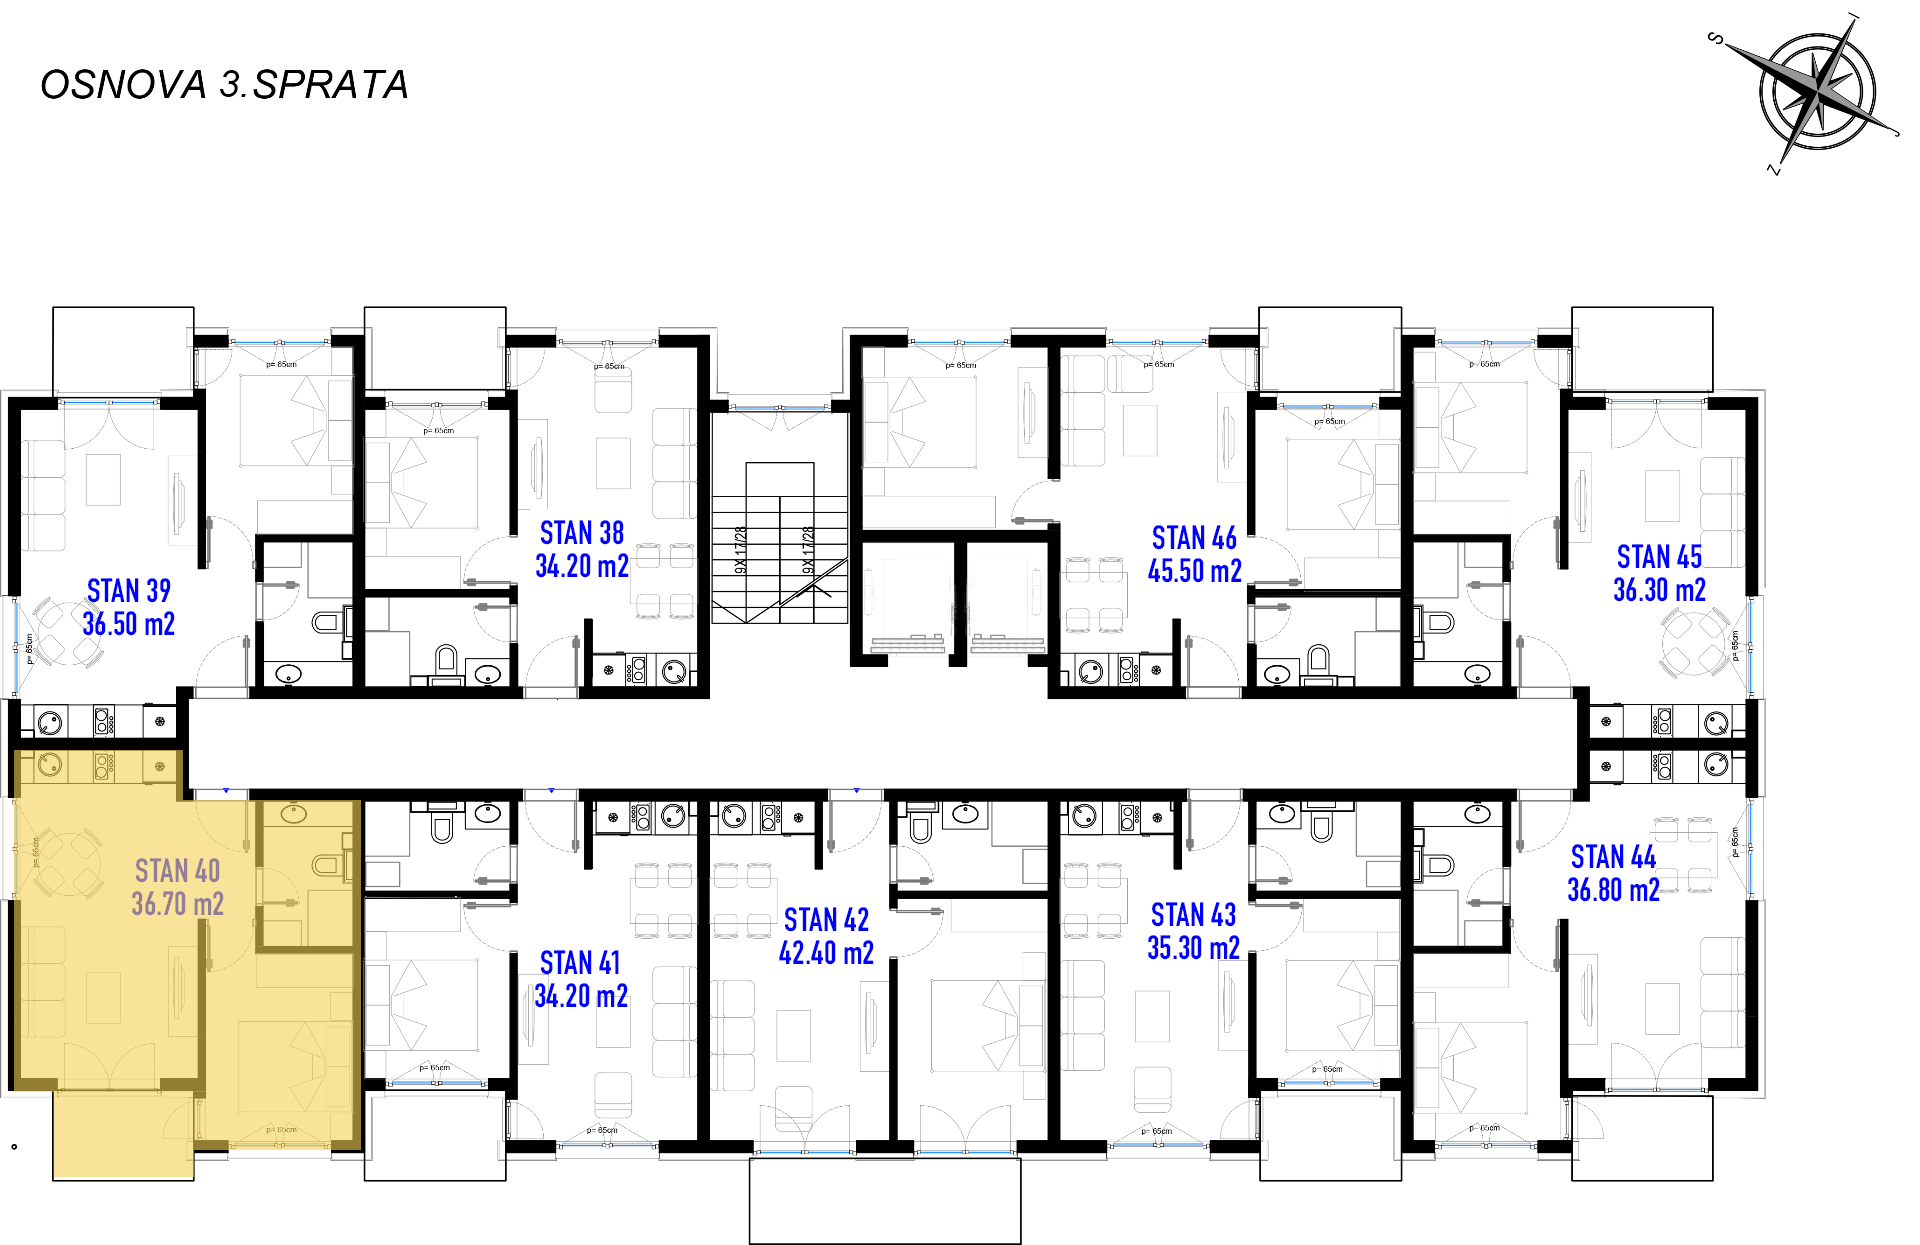 OSNOVA 3.SPRATA
I
S
J
Z
p= 65cm
p= 65cm
p= 65cm
p= 65cm
p= 65cm
p= 65cm
p= 65cm
STAN 38
34.20 m2
9X 17/28
9X 17/28
STAN 46
45.50 m2
STAN 45
36.30 m2
STAN 39
36.50 m2
p= 65cm
p= 65cm
STAN 40
36.70 m2
p= 65cm
STAN 44
36.80 m2
p= 65cm
STAN 42
42.40 m2
STAN 43
35.30 m2
STAN 41
34.20 m2
p= 65cm
p= 65cm
p= 65cm
p= 65cm
p= 65cm
p= 65cm